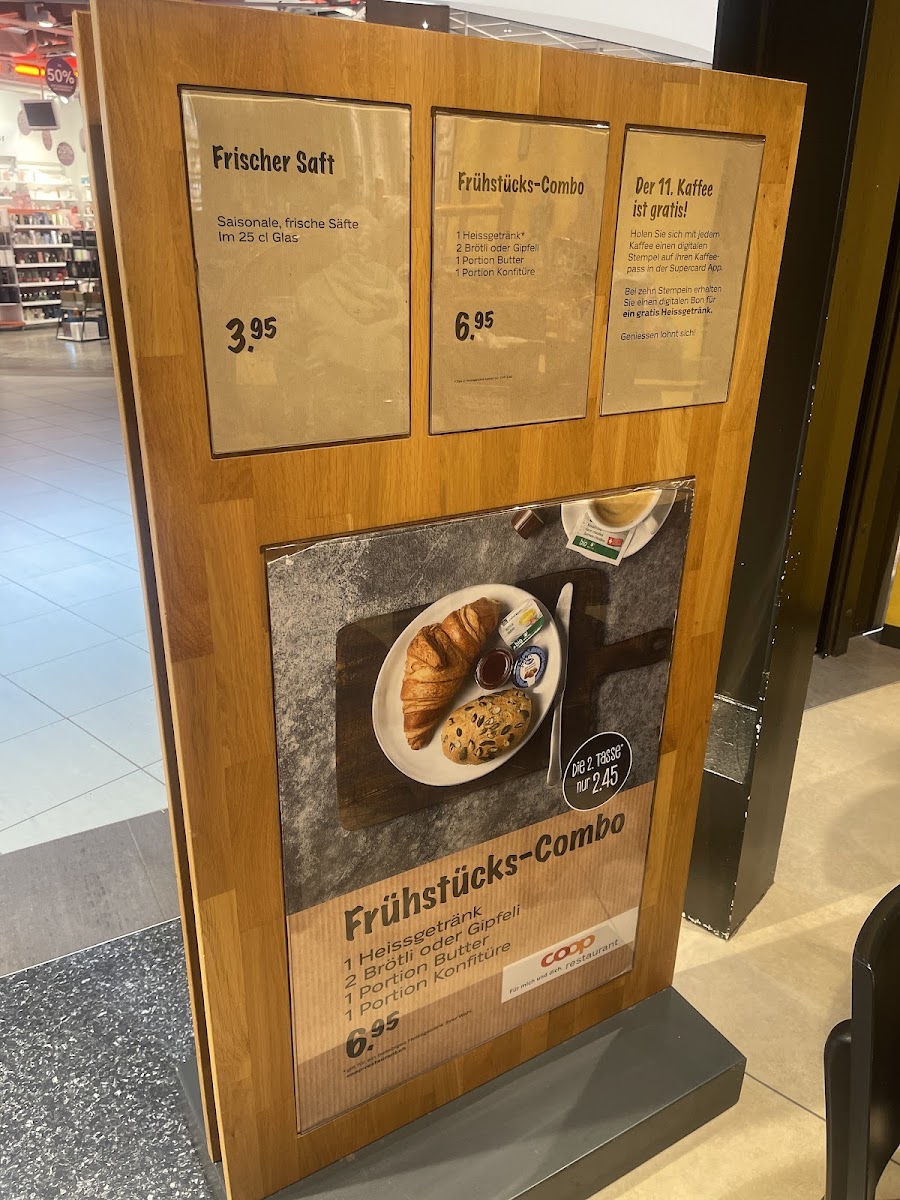 50%
Frischer Saft
Saisonale, frische Säfte
Im 25 cl Glas
3.95
Frühstücks-Combo
1 Heissgetränk*
2 Brötli oder Gipfeli
1 Portion Butter
1 Portion Konfitüre
6.95
Der 11. Kaffee
ist gratis!
Holen Sie sich mit jedem
Kaffee einen digitalen
Stempel auf Ihren Kaffee-
pass in der Supercard App.
Bei zehn Stempeln erhalten
Sie einen digitalen Bon für
ein gratis Heissgetränk.
Geniessen lohnt sich!
Die 2. Tasse*
nur 2.45
Frühstücks-Combo
1 Heissgetränk
2 Brötli oder Gipfeli
1 Portion Butter
1 Portion Konfitüre
6.95
coop
Für mich und dich. restaurant